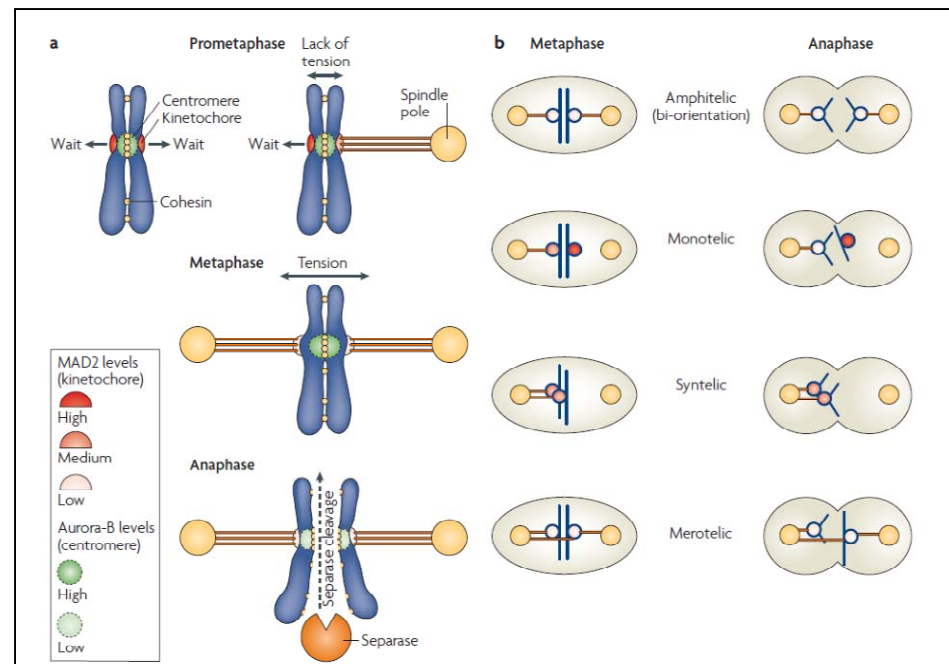 a
Prometaphase
Lack of
tension
Centromere
Kinetochore
Spindle
pole
Wait
Wait
Wait
Cohesin
Metaphase
Tension
MAD2 levels
(kinetochore)
High
Medium
Low
Aurora-B levels
(centromere)
High
Low
Anaphase
Separase cleavage
Separase
b
Metaphase
Anaphase
Amphitelic
(bi-orientation)
Monotelic
Syntelic
Merotelic